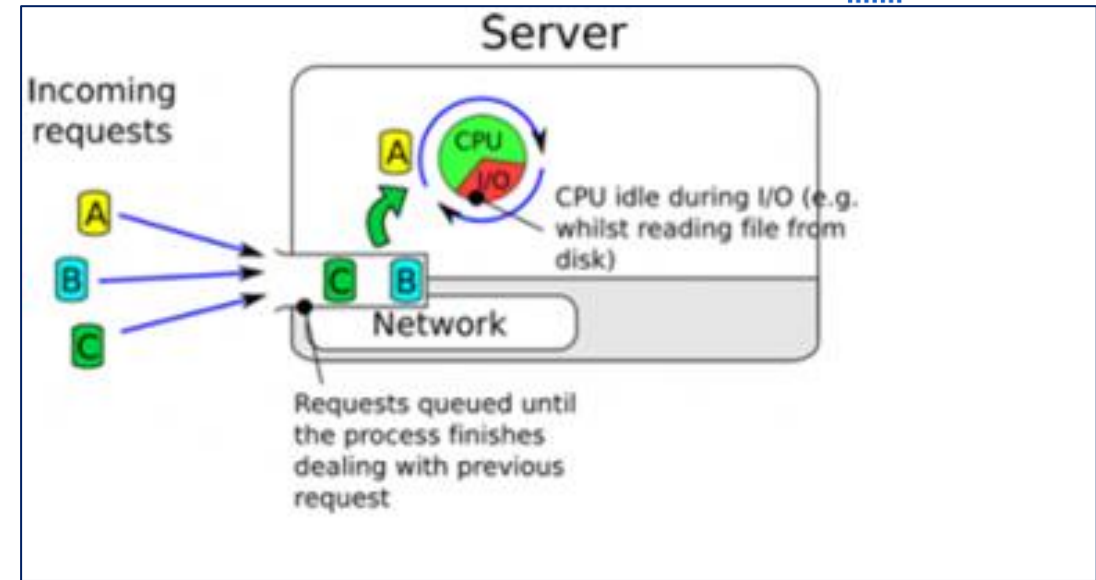 Server
Incoming
requests
A
B
C
A
CPU
I/O
CPU idle during I/O (e.g.
whilst reading file from
disk)
C B
Network
Requests queued until
the process finishes
dealing with previous
request